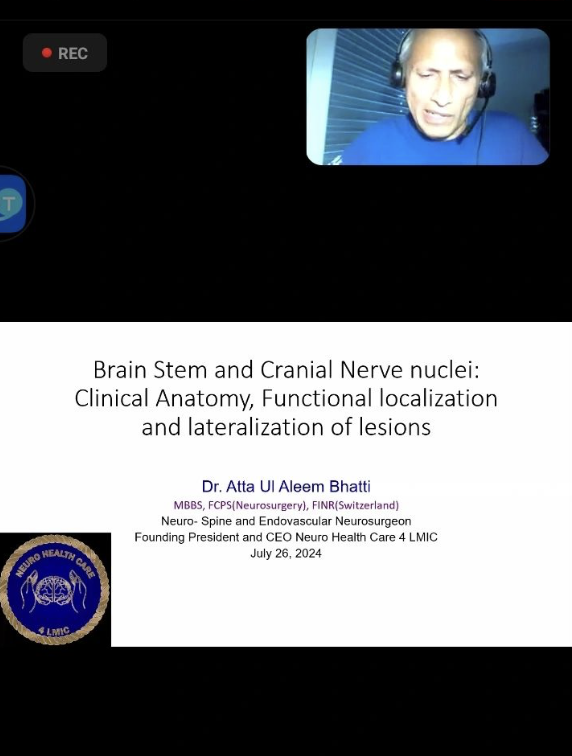 REC
T
Brain Stem and Cranial Nerve nuclei:
Clinical Anatomy, Functional localization
and lateralization of lesions
Dr. Atta Ul Aleem Bhatti
MBBS, FCPS(Neurosurgery), FINR(Switzerland)
Neuro- Spine and Endovascular Neurosurgeon
Founding President and CEO Neuro Health Care 4 LMIC
July 26, 2024
NEURO HEALTH CARE
4 LMIC